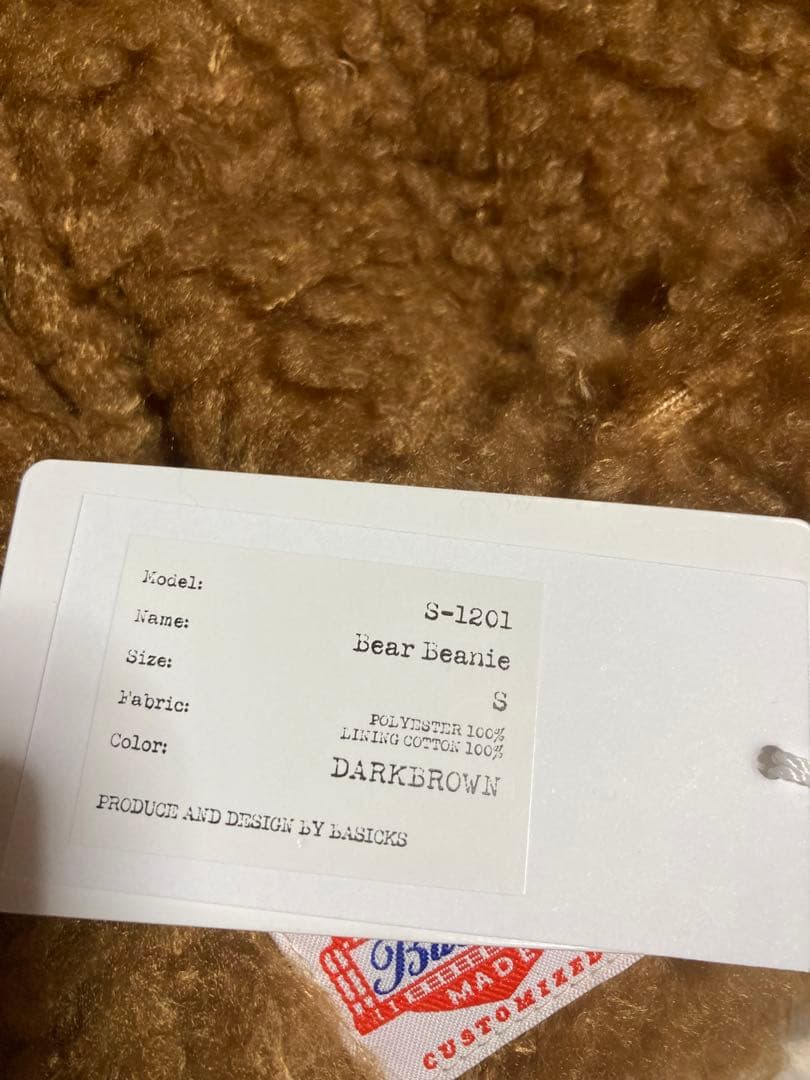 Model: S-1201
Name: Bear Beanie
Size: S
Fabric: POLYESTER 100%
LINING COTTON 100%
Color: DARKBROWN
PRODUCE AND DESIGN BY BASICKS
MADE
CUSTOMIZED